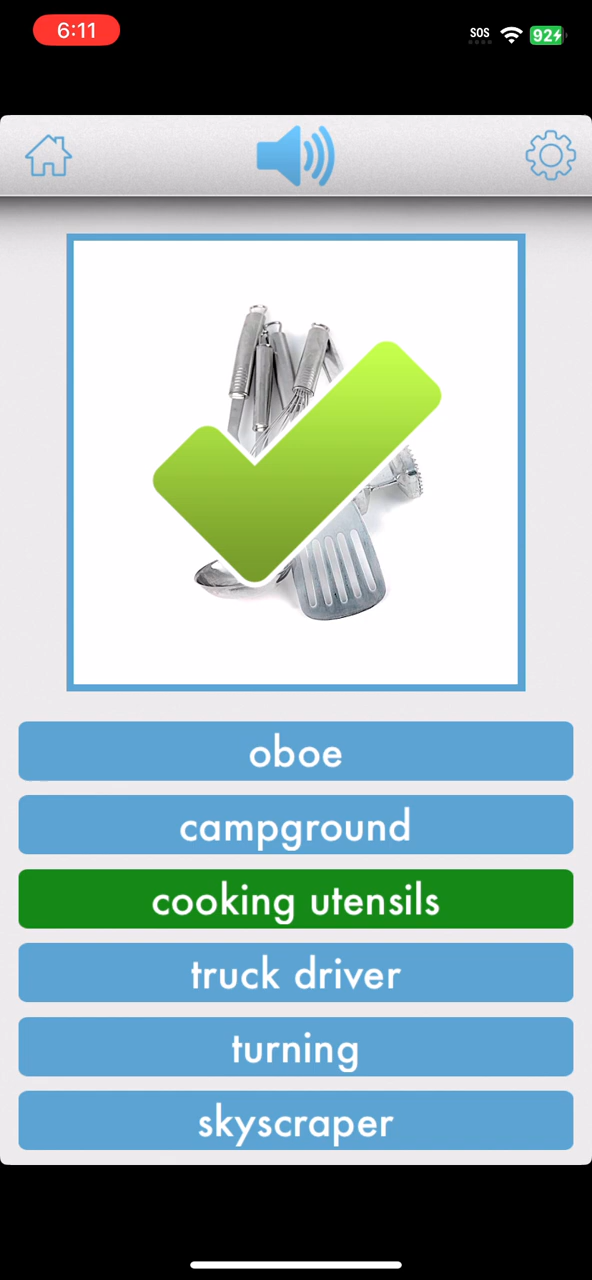 6:11
SOS
92
oboe
campground
cooking utensils
truck driver
turning
skyscraper